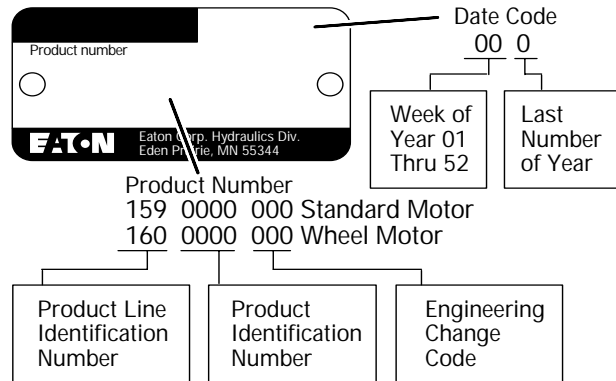 Date Code
00 0
Product number
Week of
Year 01
Thru 52
Last
Number
of Year
EATON
Eaton Corp. Hydraulics Div.
Eden Prairie, MN 55344
Product Number
159 0000 000 Standard Motor
160 0000 000 Wheel Motor
Product Line
Identification
Number
Product
Identification
Number
Engineering
Change
Code